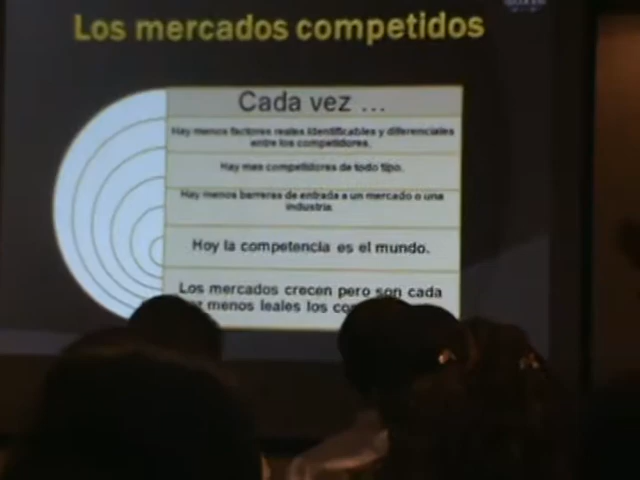 Los mercados competidos
Cada vez ...
Hay menos factores reales identificables y diferenciales
entre los competidores.
Hay mas competidores de todo tipo.
Hay menos barreras de entrada a un mercado o una
industria.
Hoy la competencia es el mundo.
Los mercados crecen pero son cada
menos leales los